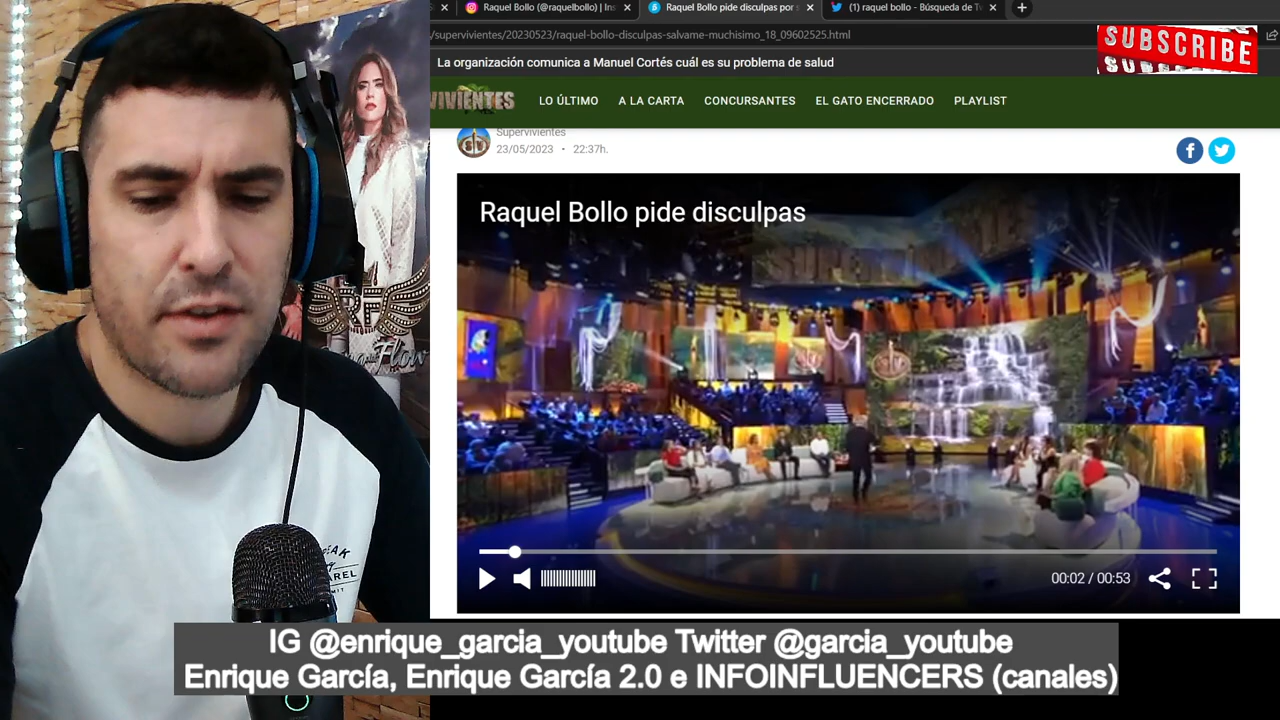 Raquel Bollo (@raquelbollo) | Ins
Raquel Bollo pide disculpas por s
(1) raquel bollo - Búsqueda de Tw
/supervivientes/20230523/raquel-bollo-disculpas-salvame-muchisimo_18_09602525.html
SUBSCRIBE
La organización comunica a Manuel Cortés cuál es su problema de salud
VIVIENTES
LO ÚLTIMO A LA CARTA CONCURSANTES EL GATO ENCERRADO PLAYLIST
Supervivientes
23/05/2023 • 22:37h.
Raquel Bollo pide disculpas
Flow
00:02 / 00:53
IG @enrique_garcia_youtube Twitter @garcia_youtube
Enrique García, Enrique García 2.0 e INFOINFLUENCERS (canales)